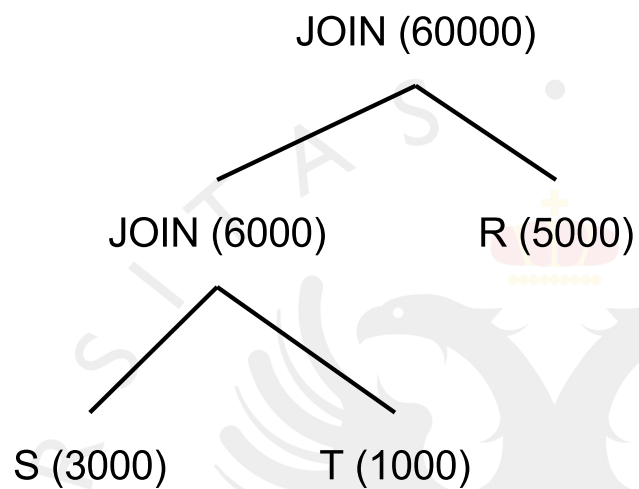 JOIN (60000)
JOIN (6000)
R (5000)
S (3000)
T (1000)
R S I T A S •